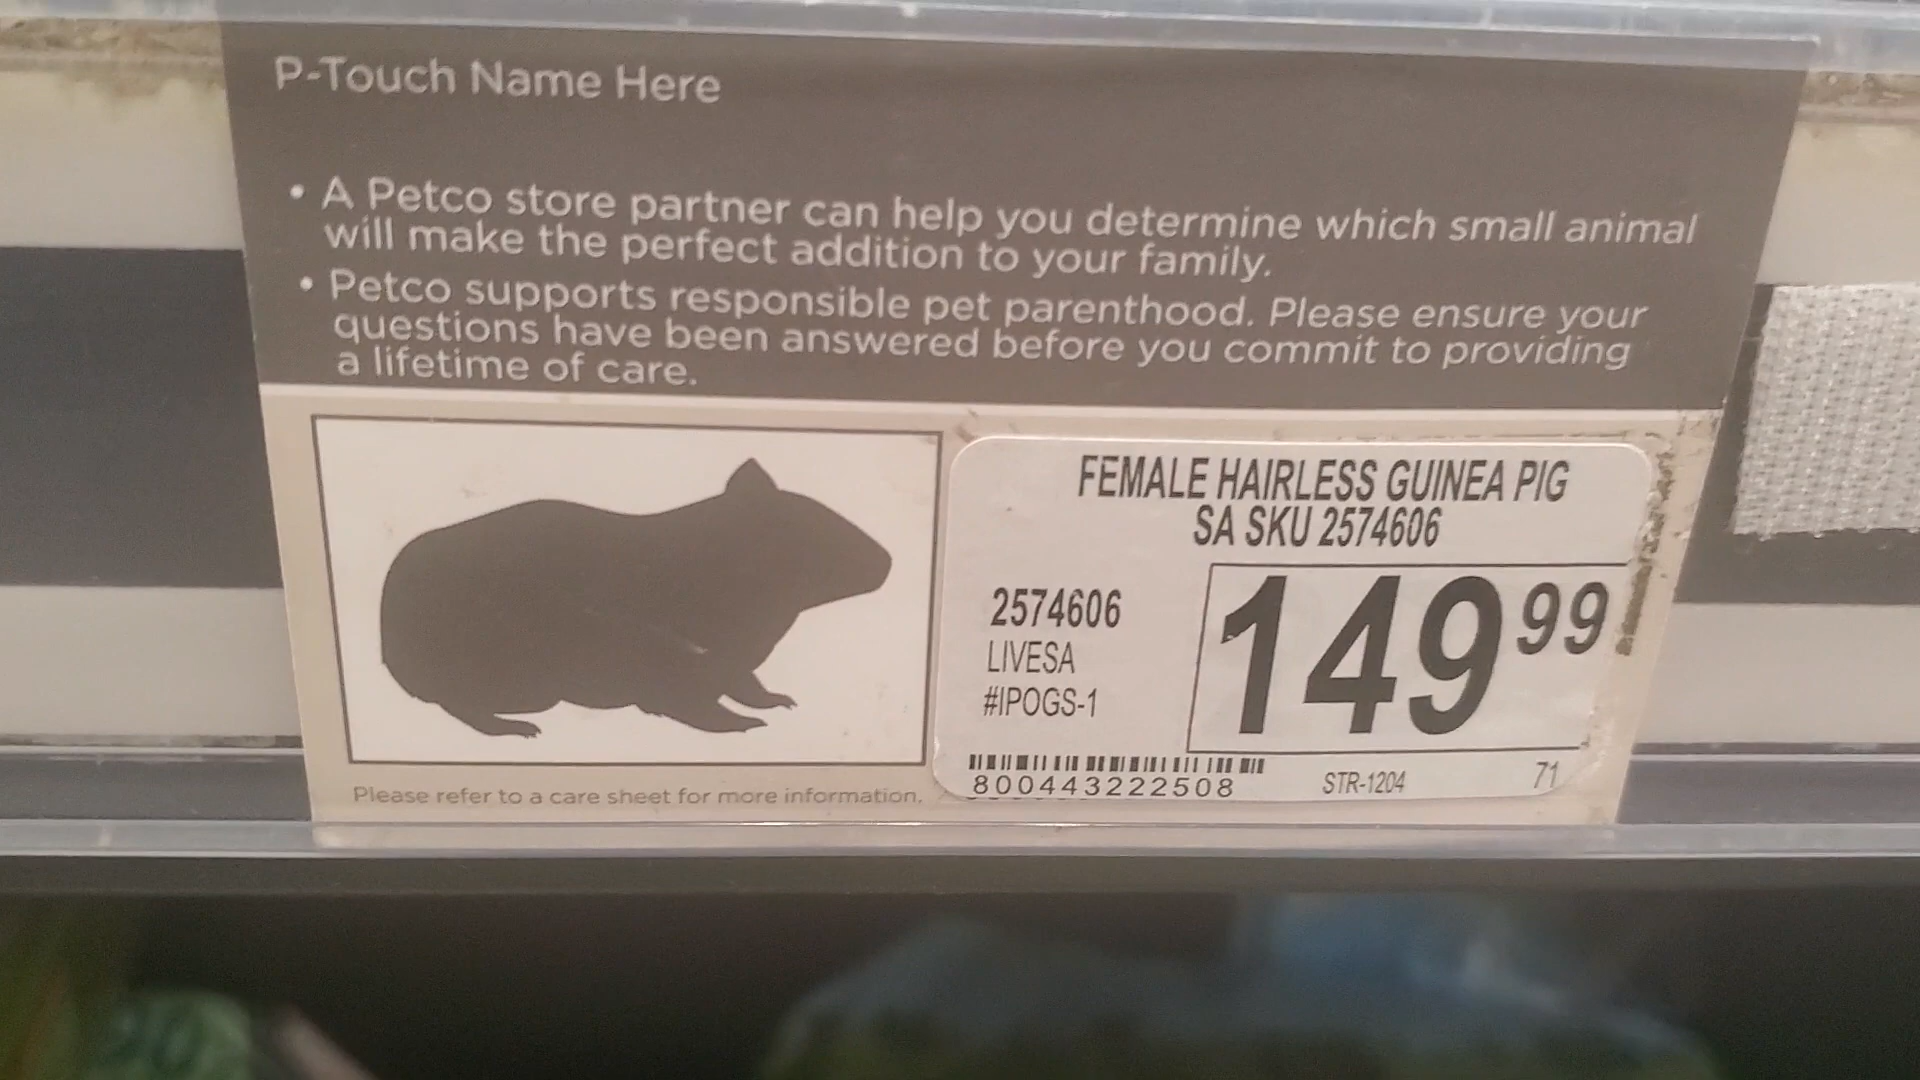 P-Touch Name Here
• A Petco store partner can help you determine which small animal
will make the perfect addition to your family.
• Petco supports responsible pet parenthood. Please ensure your
questions have been answered before you commit to providing
a lifetime of care.
FEMALE HAIRLESS GUINEA PIG
SA SKU 2574606
2574606
LIVESA
#IPOGS-1
149 99
800443222508
STR-1204
71
Please refer to a care sheet for more information.